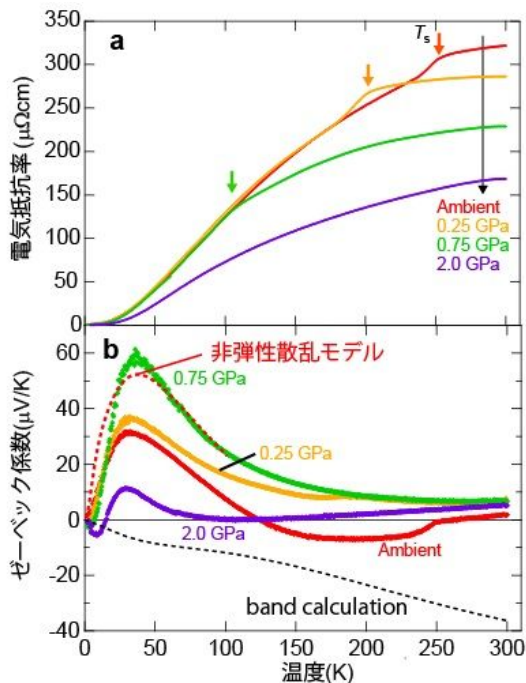 350
300
250
200
150
100
50
0
電気抵抗率 (μΩcm)
a
Ts
Ambient
0.25 GPa
0.75 GPa
2.0 GPa
60
40
20
0
-20
-40
ゼーベック係数(μV/K)
b
非弾性散乱モデル
0.75 GPa
0.25 GPa
2.0 GPa
Ambient
band calculation
0 50 100 150 200 250 300
温度(K)